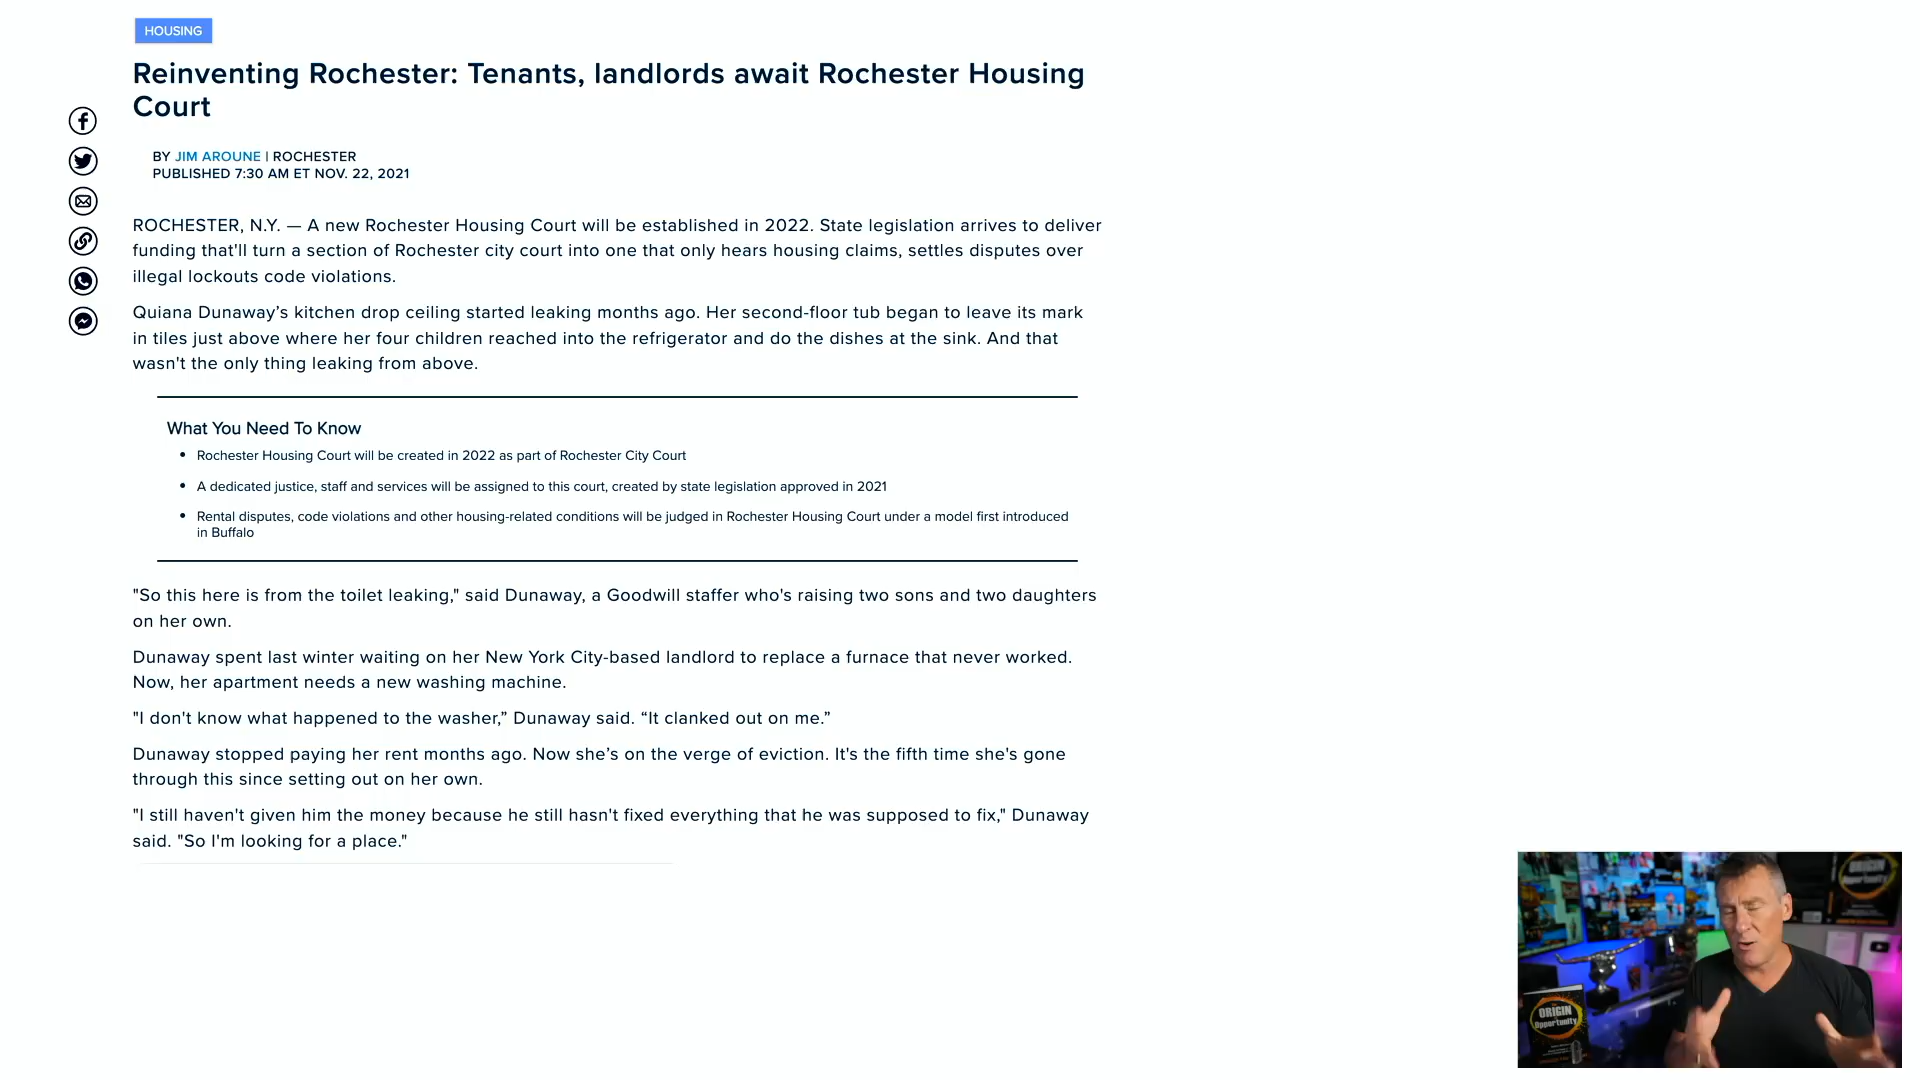 HOUSING
Reinventing Rochester: Tenants, landlords await Rochester Housing
Court
BY JIM AROUNE | ROCHESTER
PUBLISHED 7:30 AM ET NOV. 22, 2021
ROCHESTER, N.Y. — A new Rochester Housing Court will be established in 2022. State legislation arrives to deliver
funding that'll turn a section of Rochester city court into one that only hears housing claims, settles disputes over
illegal lockouts code violations.
Quiana Dunaway’s kitchen drop ceiling started leaking months ago. Her second-floor tub began to leave its mark
in tiles just above where her four children reached into the refrigerator and do the dishes at the sink. And that
wasn't the only thing leaking from above.
What You Need To Know
• Rochester Housing Court will be created in 2022 as part of Rochester City Court
• A dedicated justice, staff and services will be assigned to this court, created by state legislation approved in 2021
• Rental disputes, code violations and other housing-related conditions will be judged in Rochester Housing Court under a model first introduced
in Buffalo
"So this here is from the toilet leaking," said Dunaway, a Goodwill staffer who's raising two sons and two daughters
on her own.
Dunaway spent last winter waiting on her New York City-based landlord to replace a furnace that never worked.
Now, her apartment needs a new washing machine.
"I don't know what happened to the washer,” Dunaway said. “It clanked out on me.”
Dunaway stopped paying her rent months ago. Now she’s on the verge of eviction. It's the fifth time she's gone
through this since setting out on her own.
"I still haven't given him the money because he still hasn't fixed everything that he was supposed to fix," Dunaway
said. "So I'm looking for a place."
ORIGIN
Opportunity
ORIGIN
Opportunity